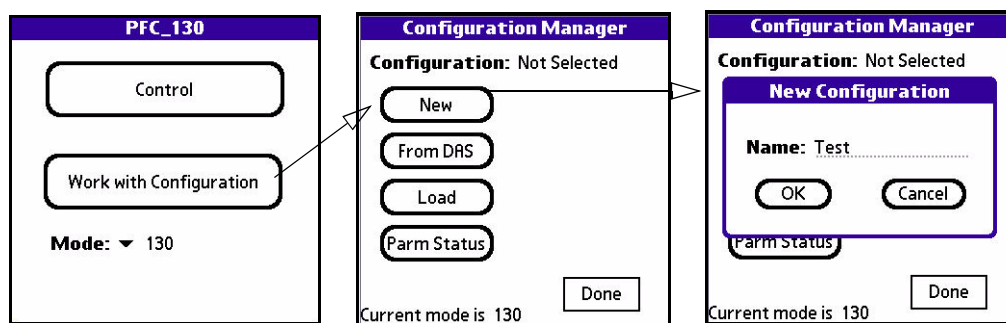 PFC_130
Control
Work with Configuration
Mode: 130
Configuration Manager
Configuration: Not Selected
New
From DAS
Load
Parm Status
Done
Current mode is 130
Configuration Manager
Configuration: Not Selected
New Configuration
Name: Test
OK Cancel
Parm Status
Done
Current mode is 130